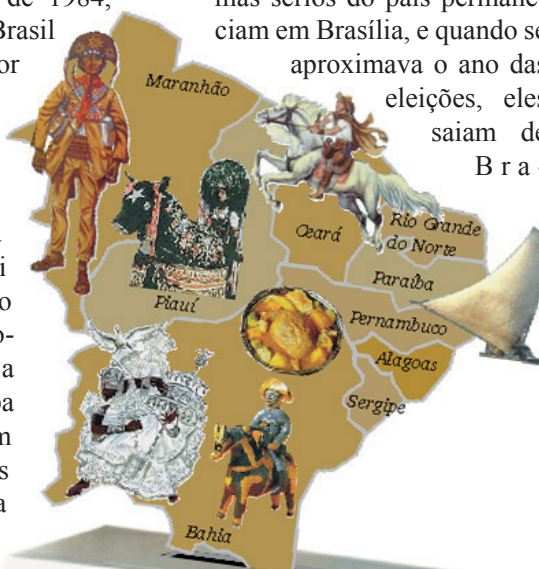 de 1984,
Brasil
or
i
o
o-
a
m
s
a
mas sérios do país permane
ciam em Brasília, e quando se
aproximava o ano das
eleições, eles
saiam de
B r a -
Maranhão
Ceará
Rio Grande
do Norte
Paraíba
Piauí
Pernambuco
Alagoas
Sergipe
Bahia